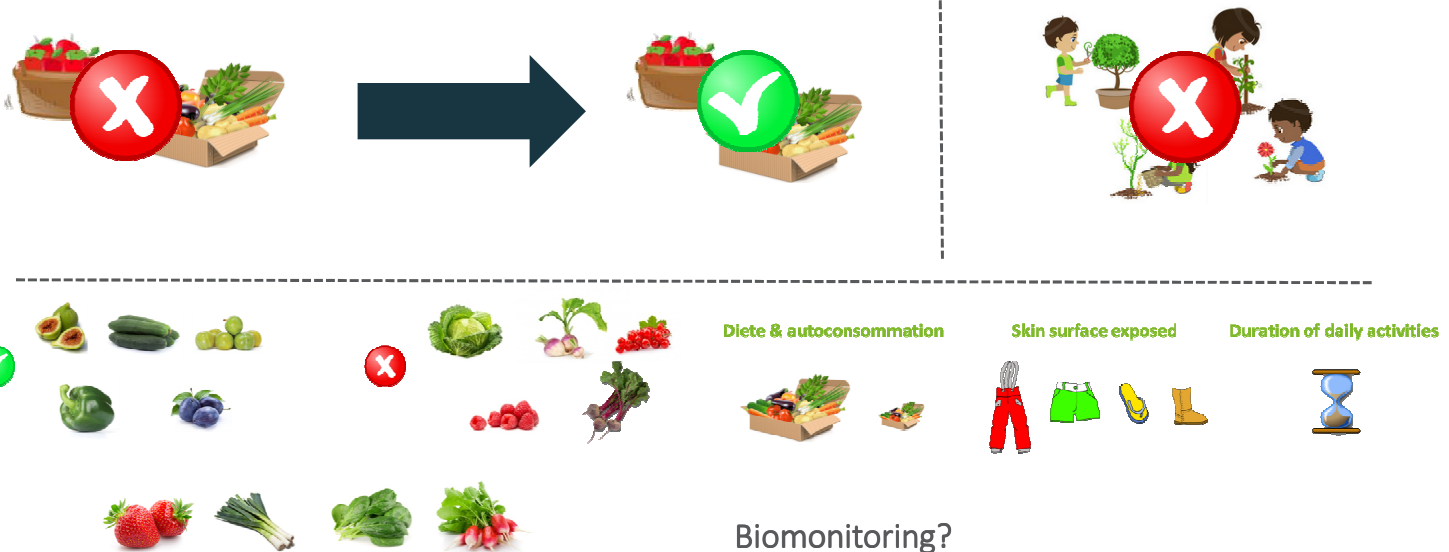 Diete & autoconsommation
Skin surface exposed
Duration of daily activities
Biomonitoring?